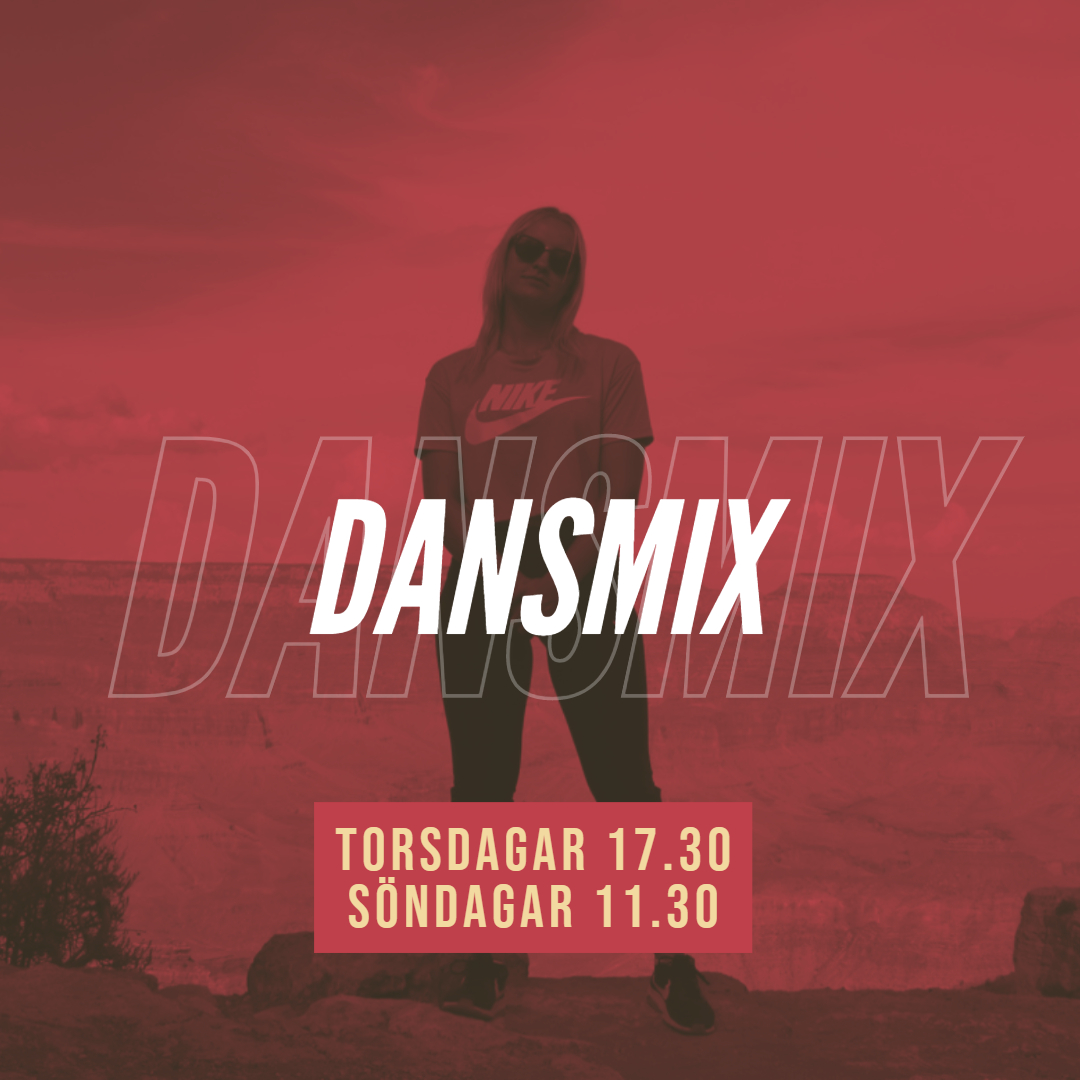 NIKE
DANSMIX
DANSMIX
TORSDAGAR 17.30
SÖNDAGAR 11.30